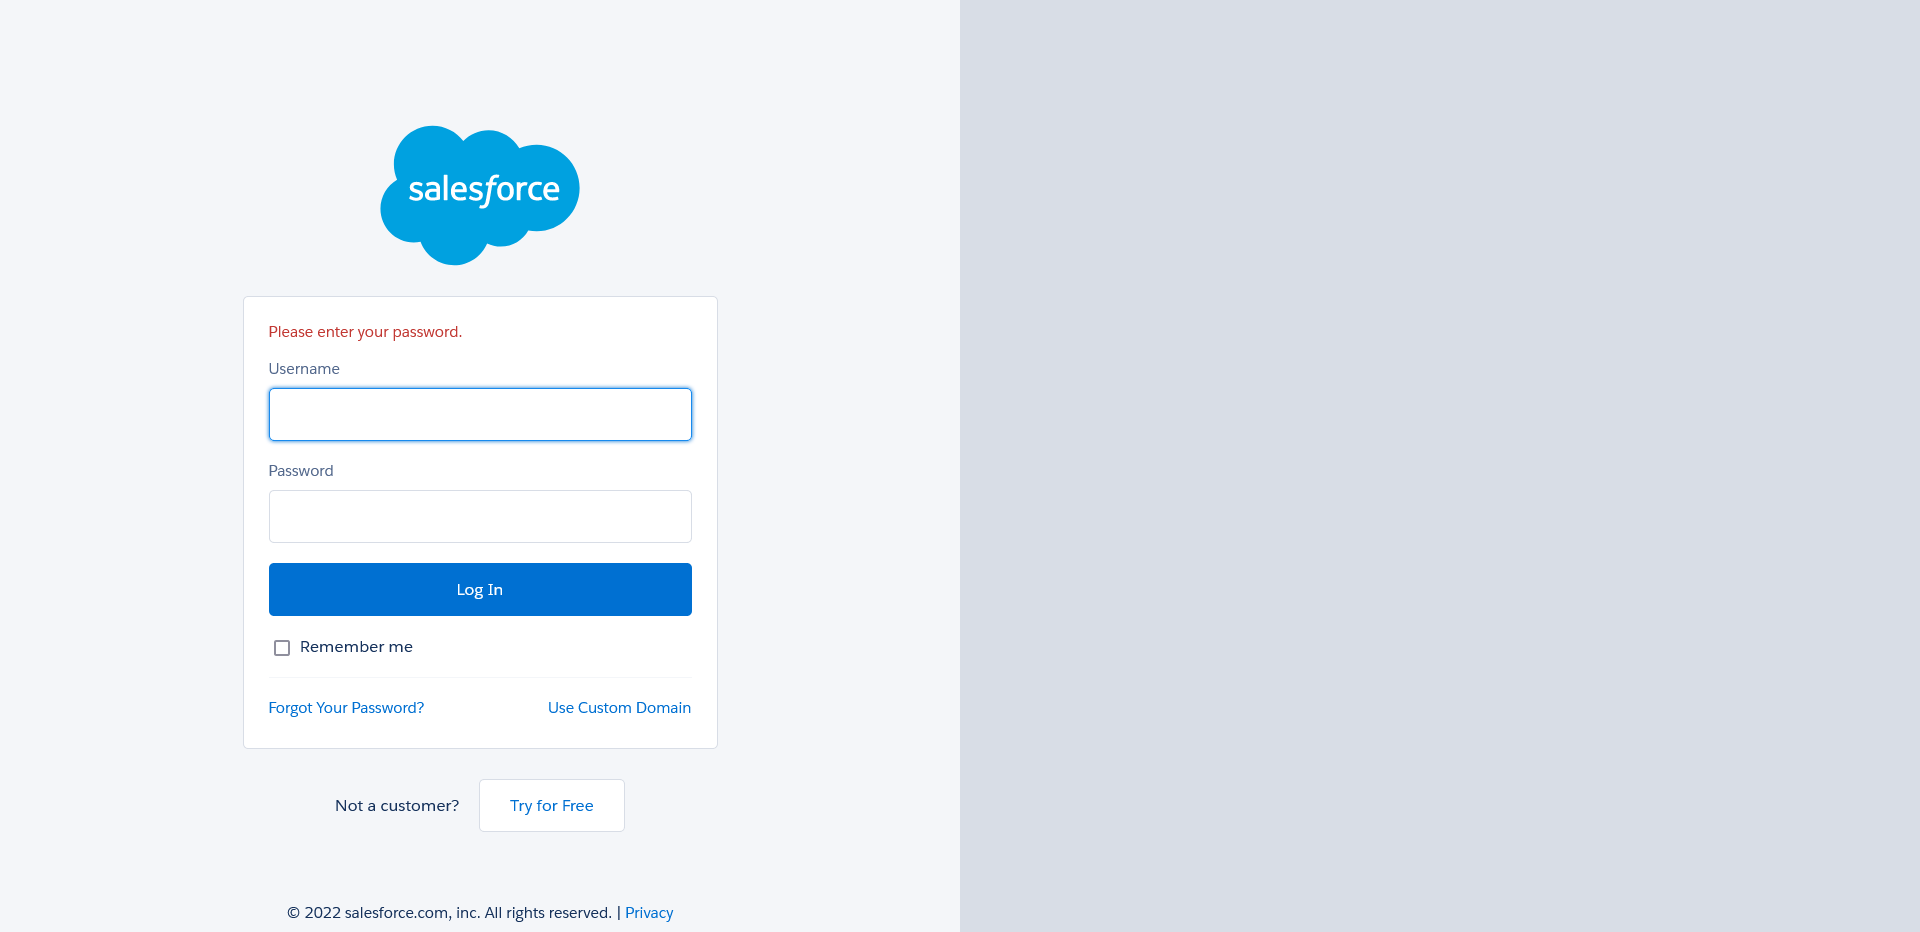 salesforce
Please enter your password.
Username
Password
Log In
Remember me
Forgot Your Password? Use Custom Domain
Not a customer? Try for Free
© 2022 salesforce.com, inc. All rights reserved. | Privacy